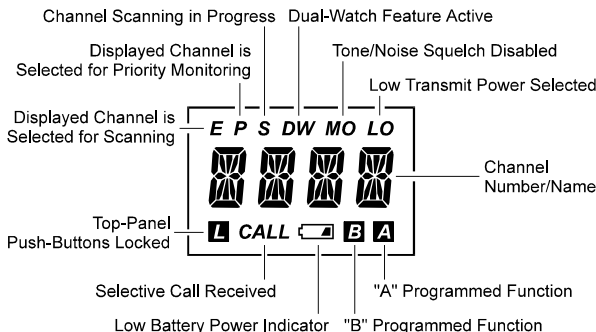 Channel Scanning in Progress Dual-Watch Feature Active
Displayed Channel is
Selected for Priority Monitoring
Tone/Noise Squelch Disabled
Low Transmit Power Selected
Displayed Channel is
Selected for Scanning
E P S DW MO LO
Channel
Number/Name
Top-Panel
Push-Buttons Locked
L CALL B A
Selective Call Received
"A" Programmed Function
Low Battery Power Indicator "B" Programmed Function